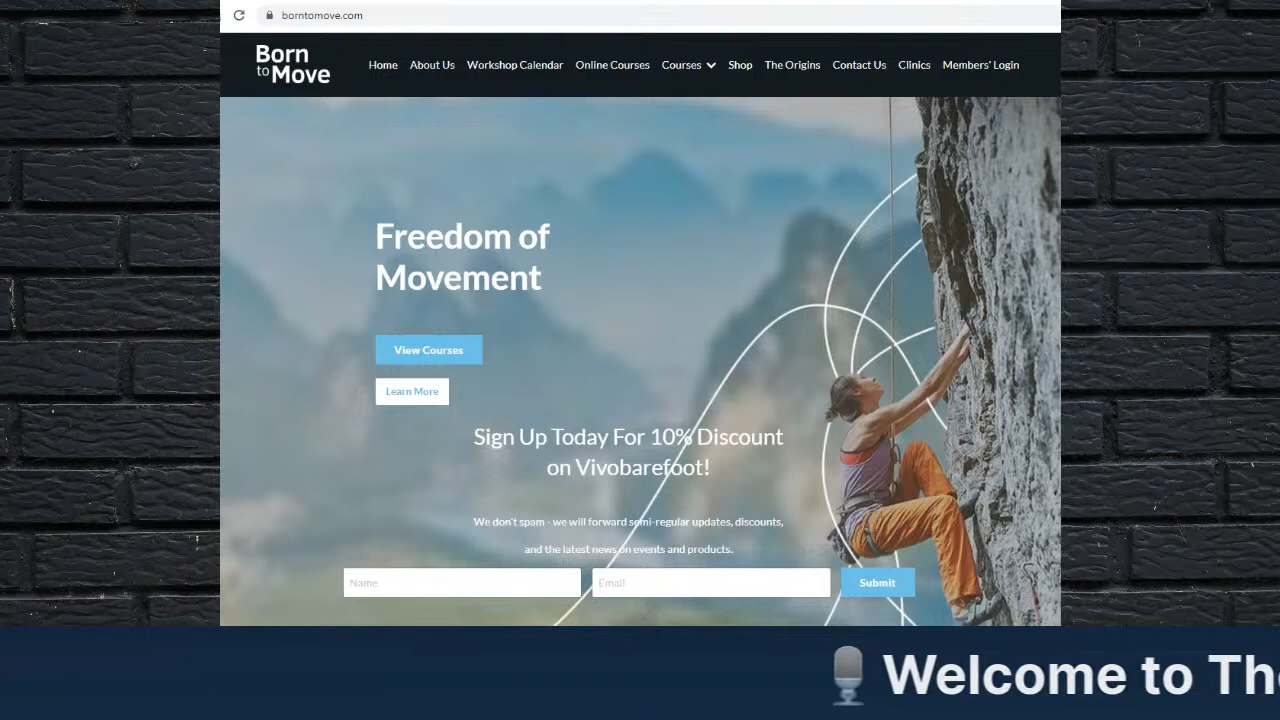 borntomove.com
Born
to Move
Home About Us Workshop Calendar Online Courses Courses Shop The Origins Contact Us Clinics Members' Login
Freedom of
Movement
View Courses
Learn More
Sign Up Today For 10% Discount
on Vivobarefoot!
We don't spam - we will forward semi-regular updates, discounts,
and the latest news on events and products.
Name Email Submit
Welcome to The